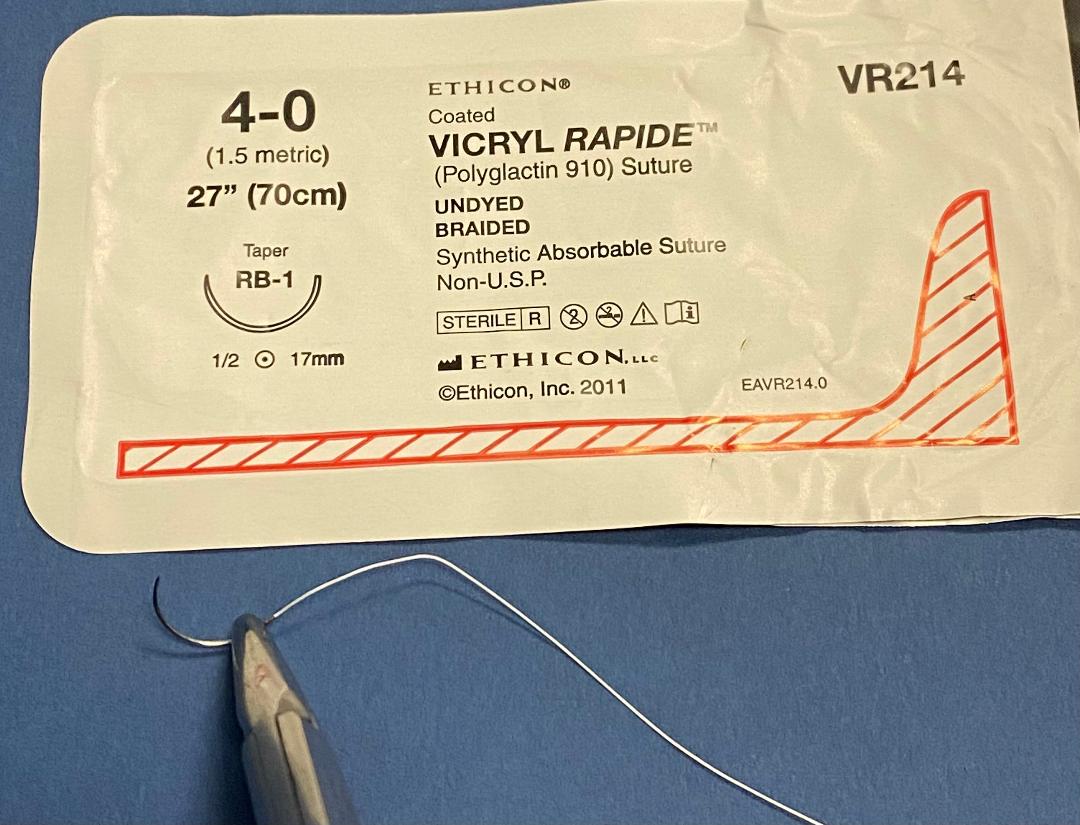 4-0
(1.5 metric)
27” (70cm)
Taper
RB-1
1/2 17mm
ETHICON®
Coated
VICRYL RAPIDE™
(Polyglactin 910) Suture
UNDYED
BRAIDED
Synthetic Absorbable Suture
Non-U.S.P.
STERILE R 2 i
ETHICON, LLC
©Ethicon, Inc. 2011
EAVR214.0
VR214